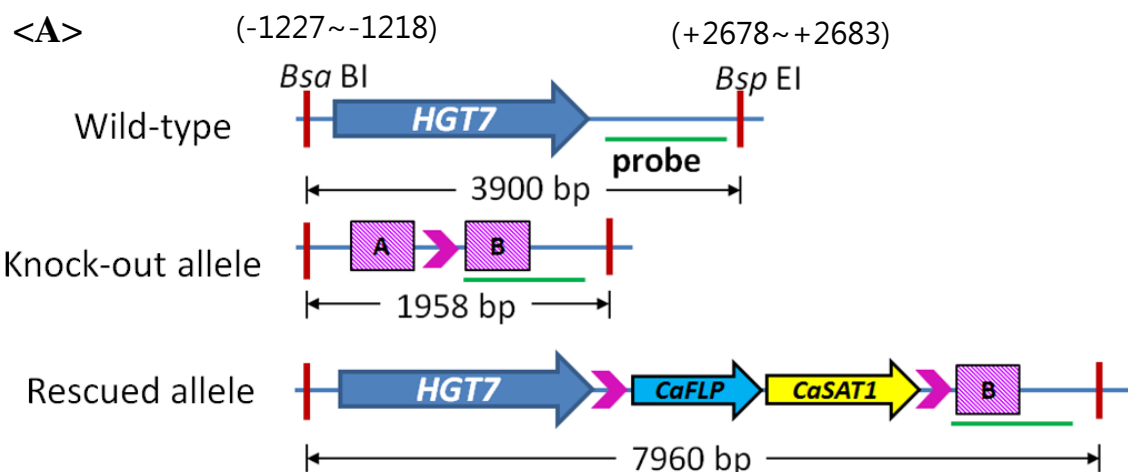 <A>
(-1227~-1218)
(+2678~+2683)
Bsa BI
Bsp EI
Wild-type
HGT7
probe
3900 bp
Knock-out allele
A
B
1958 bp
Rescued allele
HGT7
CaFLP
CaSAT1
B
7960 bp